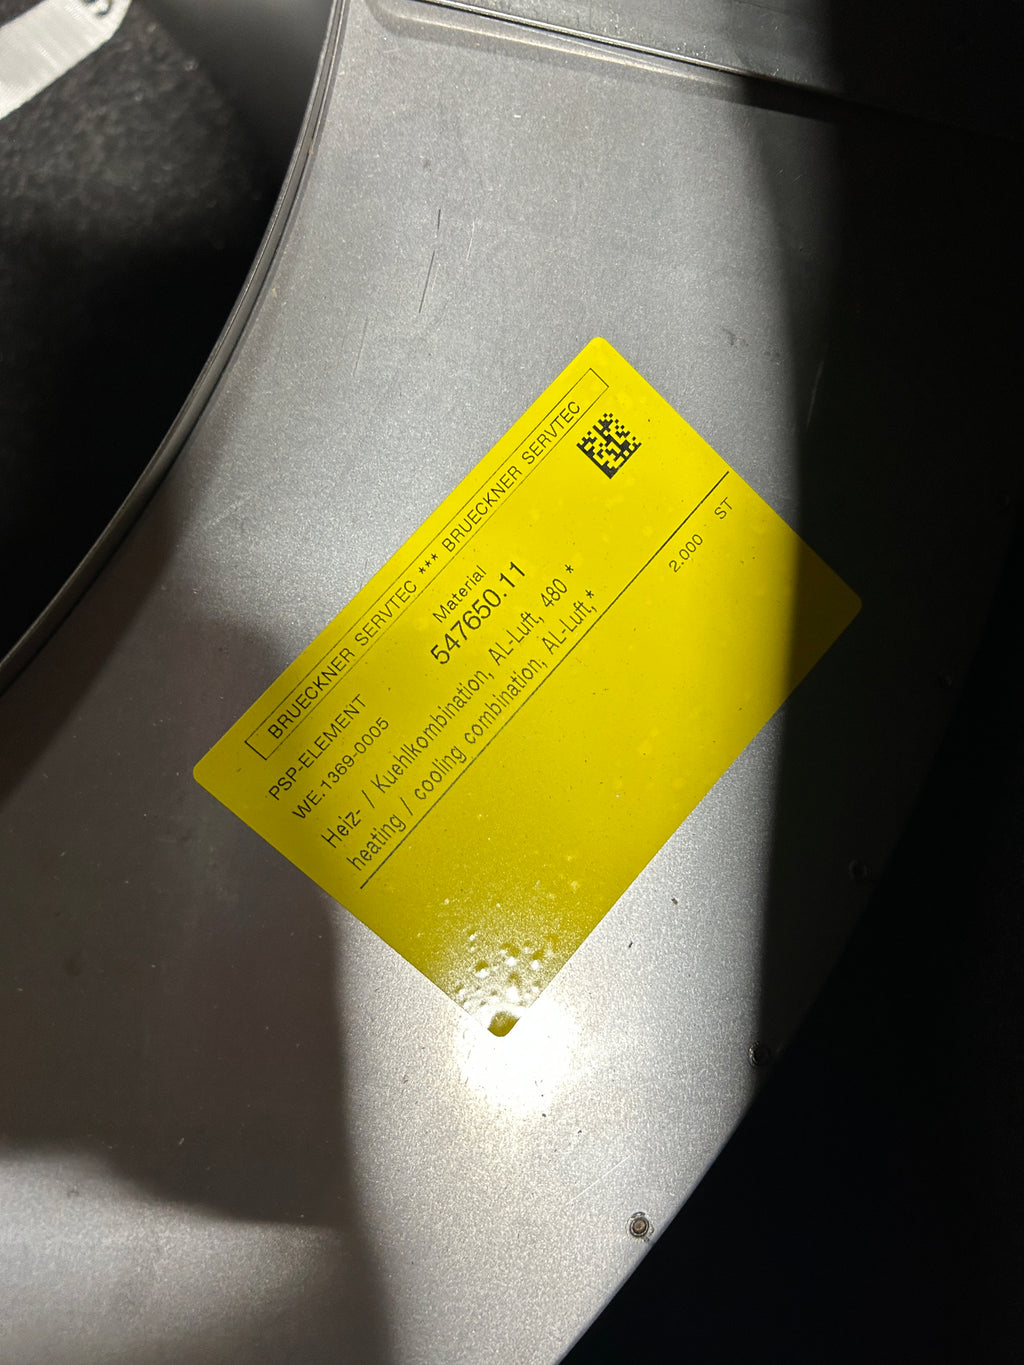 BRUECKNER SERVTEC *** BRUECKNER SERVTEC
PSP-ELEMENT
WE.1369-0005
Material
547650.11
Heiz- / Kuehlkombination, AL-Luft, 480 *
heating / cooling combination, AL-Luft,*
2.000 ST